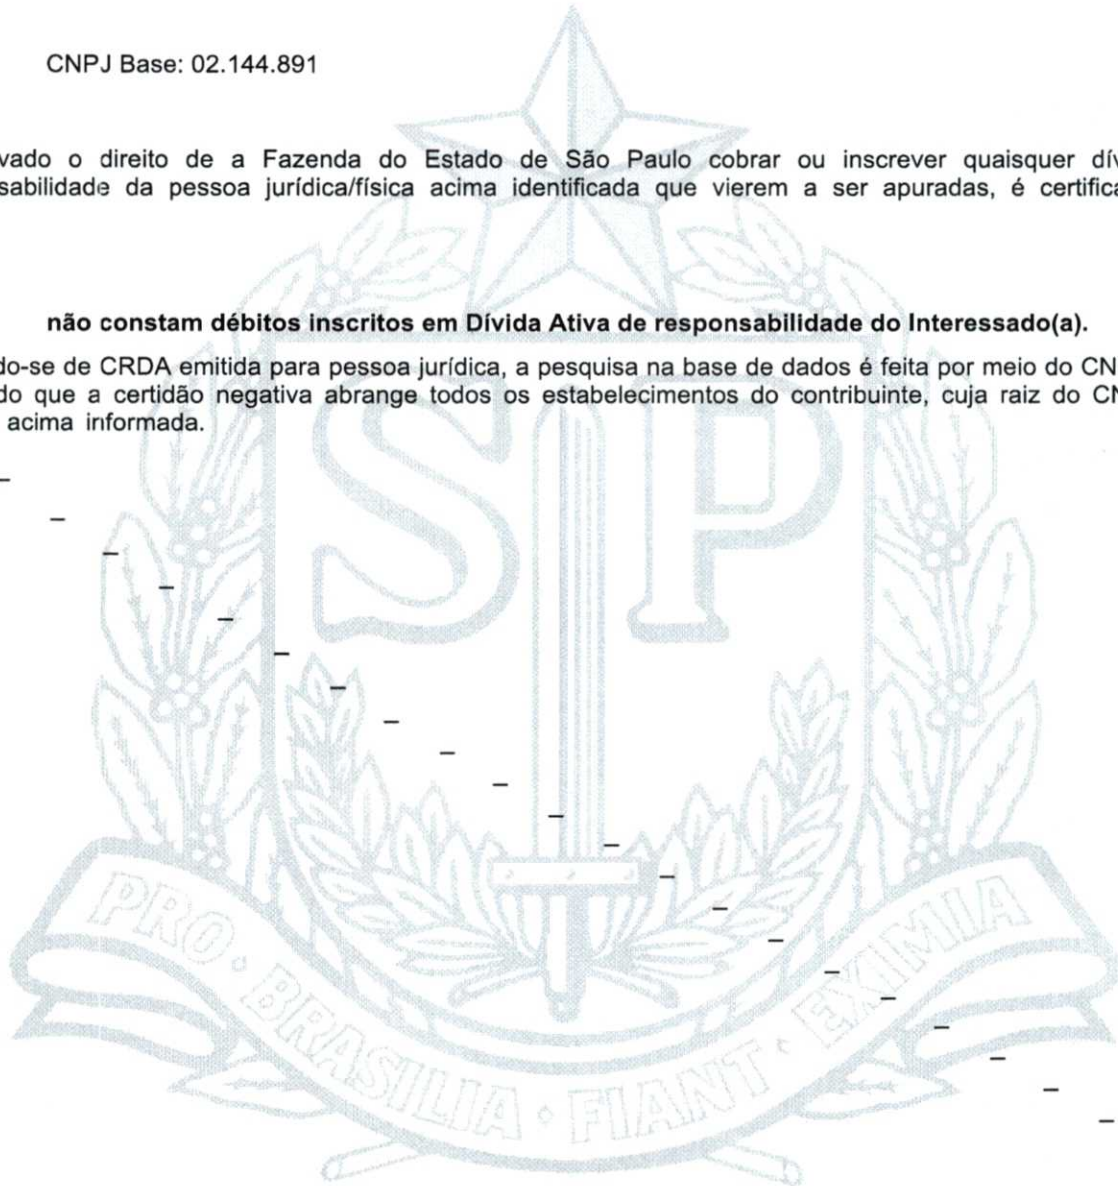 CNPJ Base: 02.144.891
vado o direito de a Fazenda do Estado de São Paulo cobrar ou inscrever quaisquer dív
sabilidade da pessoa jurídica/física acima identificada que vierem a ser apuradas, é certifica
não constam débitos inscritos em Dívida Ativa de responsabilidade do Interessado(a).
do-se de CRDA emitida para pessoa jurídica, a pesquisa na base de dados é feita por meio do CN
do que a certidão negativa abrange todos os estabelecimentos do contribuinte, cuja raiz do CN
acima informada.
SP
PRO • BRASILIA • FIANT • EXIMIA